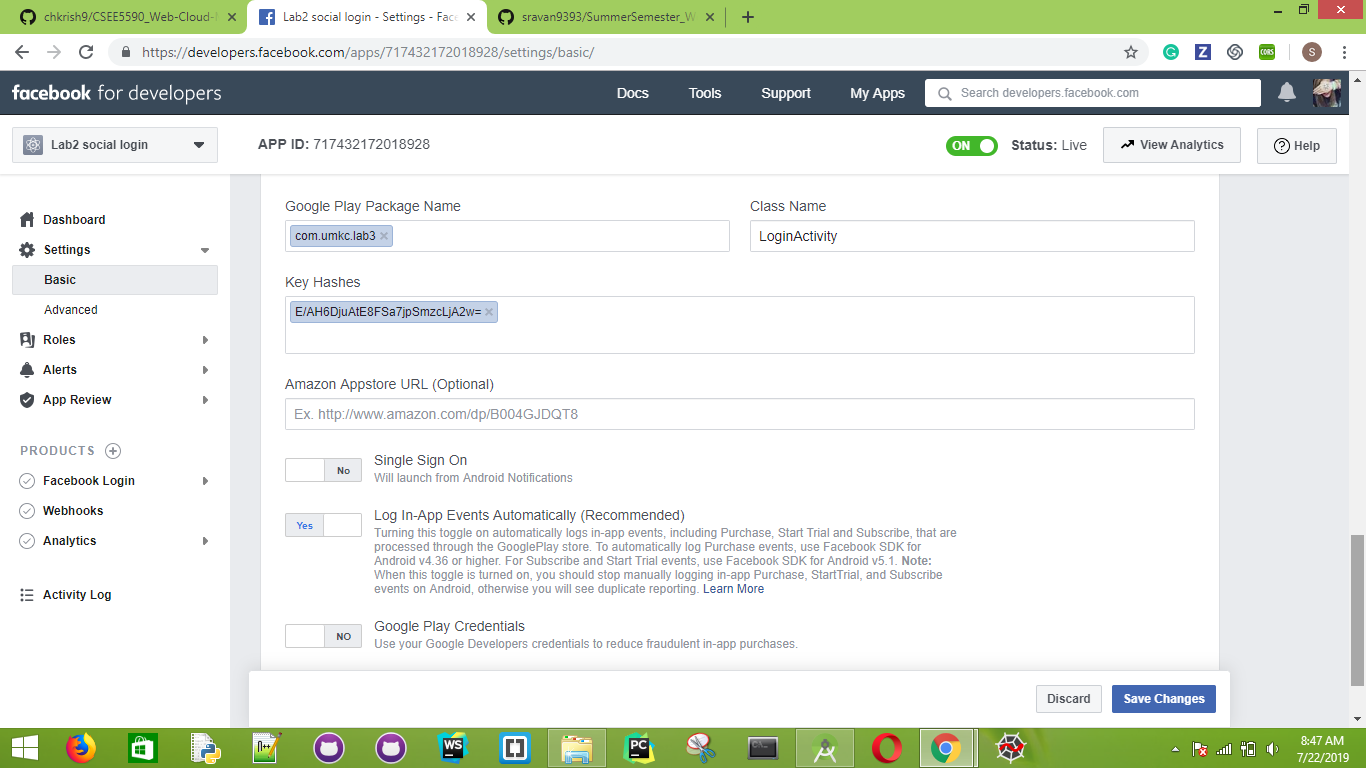 chkrish9/CSEE5590_Web-Cloud-
Lab2 social login - Settings - Face
sravan9393/SummerSemester_W
https://developers.facebook.com/apps/717432172018928/settings/basic/
CORS
S
facebook for developers
Docs
Tools
Support
My Apps
Search developers.facebook.com
Lab2 social login
APP ID: 717432172018928
ON
Status: Live
View Analytics
Help
Dashboard
Settings
Basic
Advanced
Roles
Alerts
App Review
PRODUCTS
Facebook Login
Webhooks
Analytics
Activity Log
Google Play Package Name
com.umkc.lab3
Class Name
LoginActivity
Key Hashes
E/AH6DjuAtE8FSa7jpSmzcLjA2w=
Amazon Appstore URL (Optional)
Ex. http://www.amazon.com/dp/B004GJDQT8
No
Single Sign On
Will launch from Android Notifications
Yes
Log In-App Events Automatically (Recommended)
Turning this toggle on automatically logs in-app events, including Purchase, Start Trial and Subscribe, that are
processed through the GooglePlay store. To automatically log Purchase events, use Facebook SDK for
Android v4.36 or higher. For Subscribe and Start Trial events, use Facebook SDK for Android v5.1. Note:
When this toggle is turned on, you should stop manually logging in-app Purchase, StartTrial, and Subscribe
events on Android, otherwise you will see duplicate reporting. Learn More
NO
Google Play Credentials
Use your Google Developers credentials to reduce fraudulent in-app purchases.
Discard
Save Changes
WS
PC
8:47 AM
7/22/2019